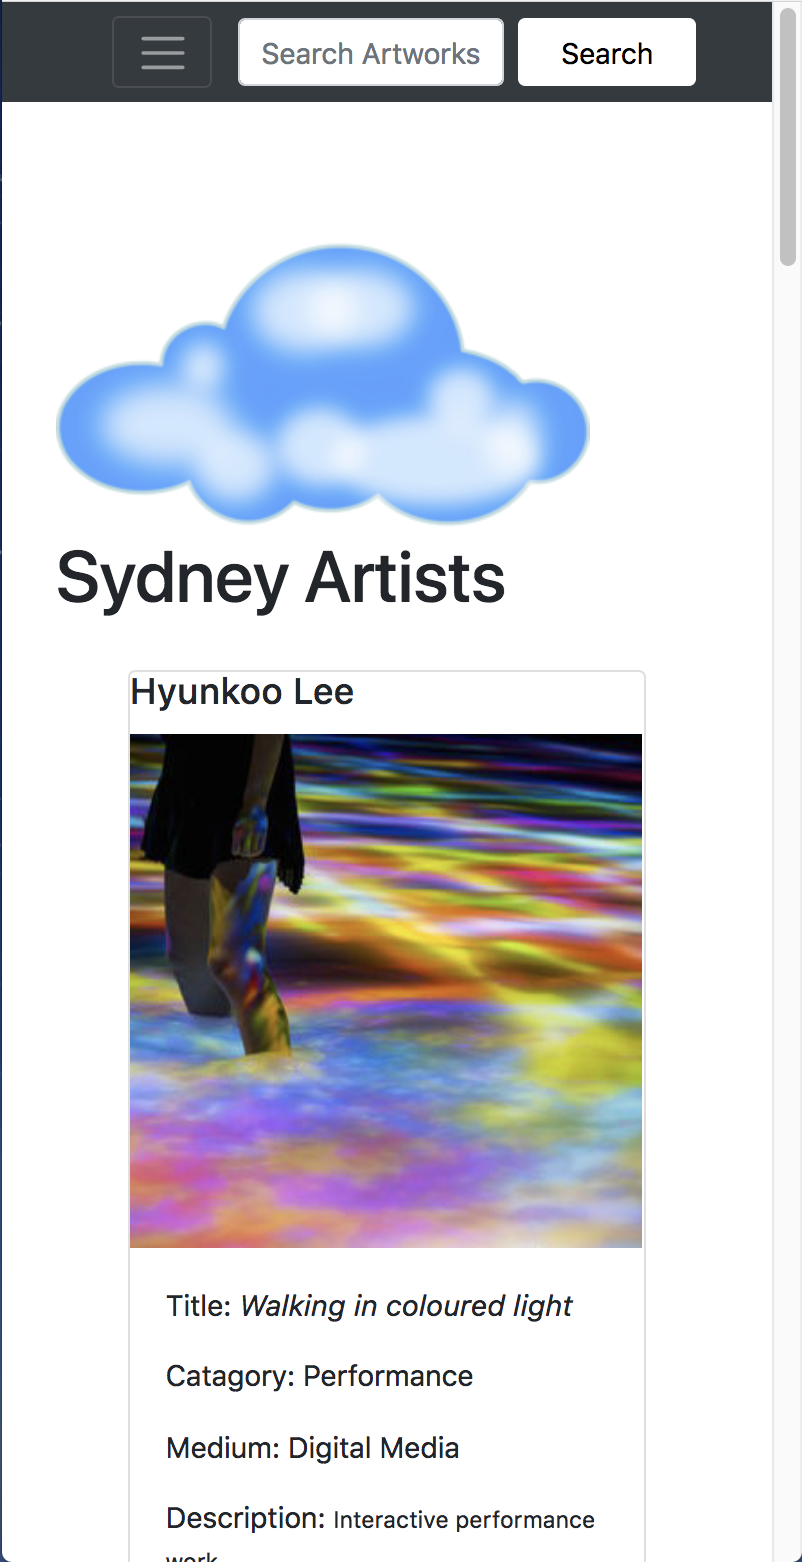 Search Artworks Search
Sydney Artists
Hyunkoo Lee
Title: Walking in coloured light
Catagory: Performance
Medium: Digital Media
Description: Interactive performance
work